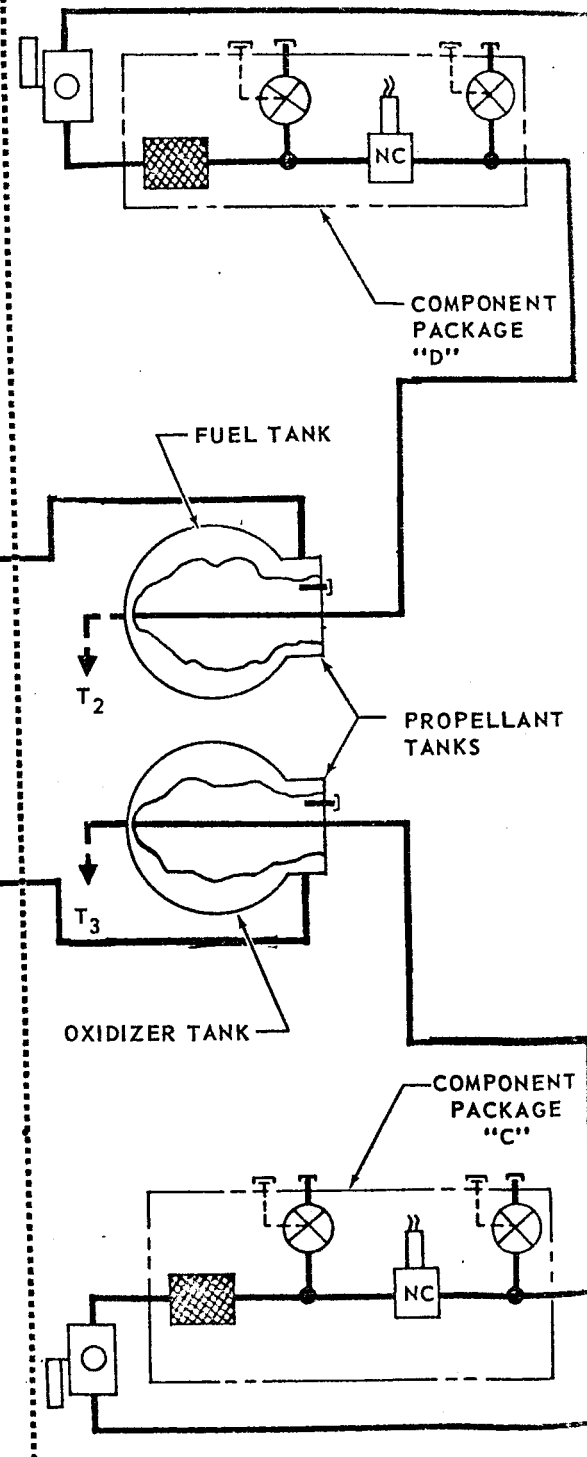 NC
COMPONENT
PACKAGE
"D"
FUEL TANK
T2
PROPELLANT
TANKS
T3
OXIDIZER TANK
COMPONENT
PACKAGE
"C"
NC